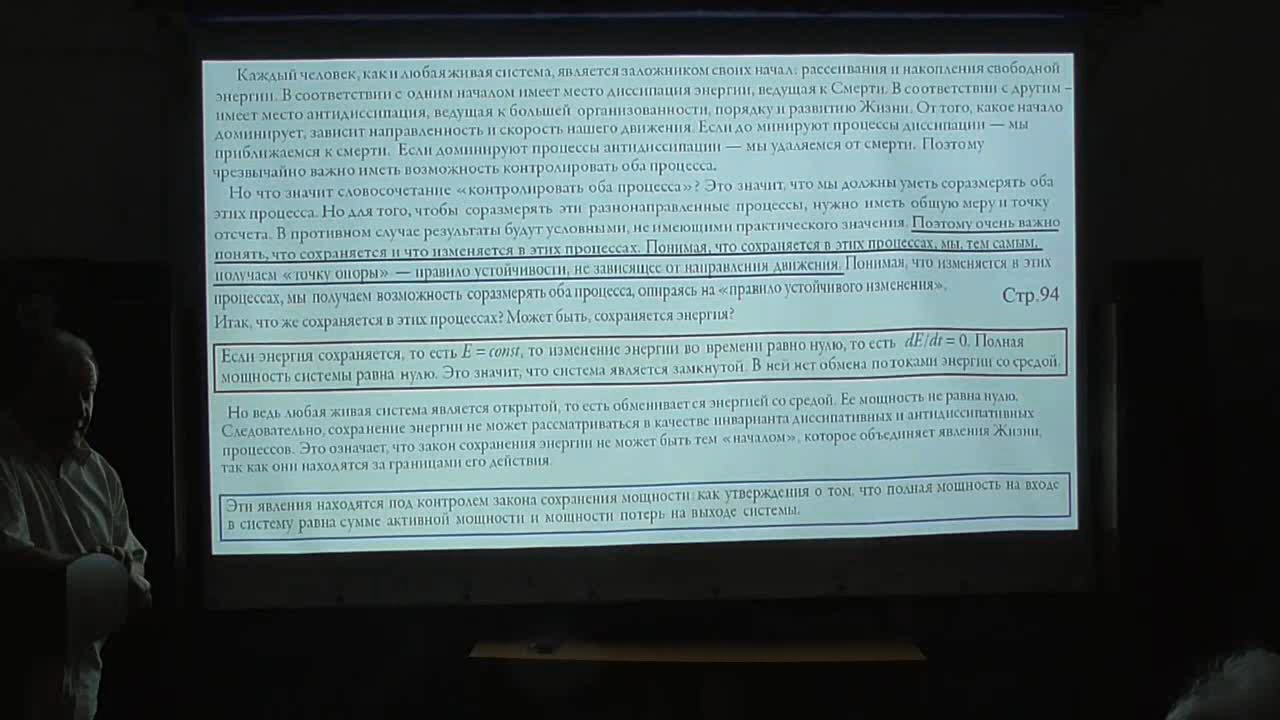 Каждый человек, как и любая живая система, является заложником своих начал: рассеивания и накопления свободной
энергии. В соответствии с одним началом имеет место диссипация энергии, ведущая к Смерти. В соответствии с другим –
имеет место антидиссипация, ведущая к большей организованности, порядку и развитию Жизни. От того, какое начало
доминирует, зависит направленность и скорость нашего движения. Если до минируют процессы диссипации — мы
приближаемся к смерти. Если доминируют процессы антидиссипации — мы удаляемся от смерти. Поэтому
чрезвычайно важно иметь возможность контролировать оба процесса.
Но что значит словосочетание «контролировать оба процесса»? Это значит, что мы должны уметь соразмерять оба
этих процесса. Но для того, чтобы соразмерять эти разнонаправленные процессы, нужно иметь общую меру и точку
отсчета. В противном случае результаты будут условными, не имеющими практического значения. Поэтому очень важно
понять, что сохраняется и что изменяется в этих процессах. Понимая, что сохраняется в этих процессах, мы, тем самым,
получаем «точку опоры» — правило устойчивости, не зависящее от направления движения. Понимая, что изменяется в этих
процессах, мы получаем возможность соразмерять оба процесса, опираясь на «правило устойчивого изменения».
Стр.94
Итак, что же сохраняется в этих процессах? Может быть, сохраняется энергия?
Если энергия сохраняется, то есть E = const, то изменение энергии во времени равно нулю, то есть dE/dt = 0. Полная
мощность системы равна нулю. Это значит, что система является замкнутой. В ней нет обмена потоками энергии со средой.
Но ведь любая живая система является открытой, то есть обменивается энергией со средой. Ее мощность не равна нулю.
Следовательно, сохранение энергии не может рассматриваться в качестве инварианта диссипативных и антидиссипативных
процессов. Это означает, что закон сохранения энергии не может быть тем «началом», которое объединяет явления Жизни,
так как они находятся за границами его действия.
Эти явления находятся под контролем закона сохранения мощности как утверждения о том, что полная мощность на входе
в систему равна сумме активной мощности и мощности потерь на выходе системы.